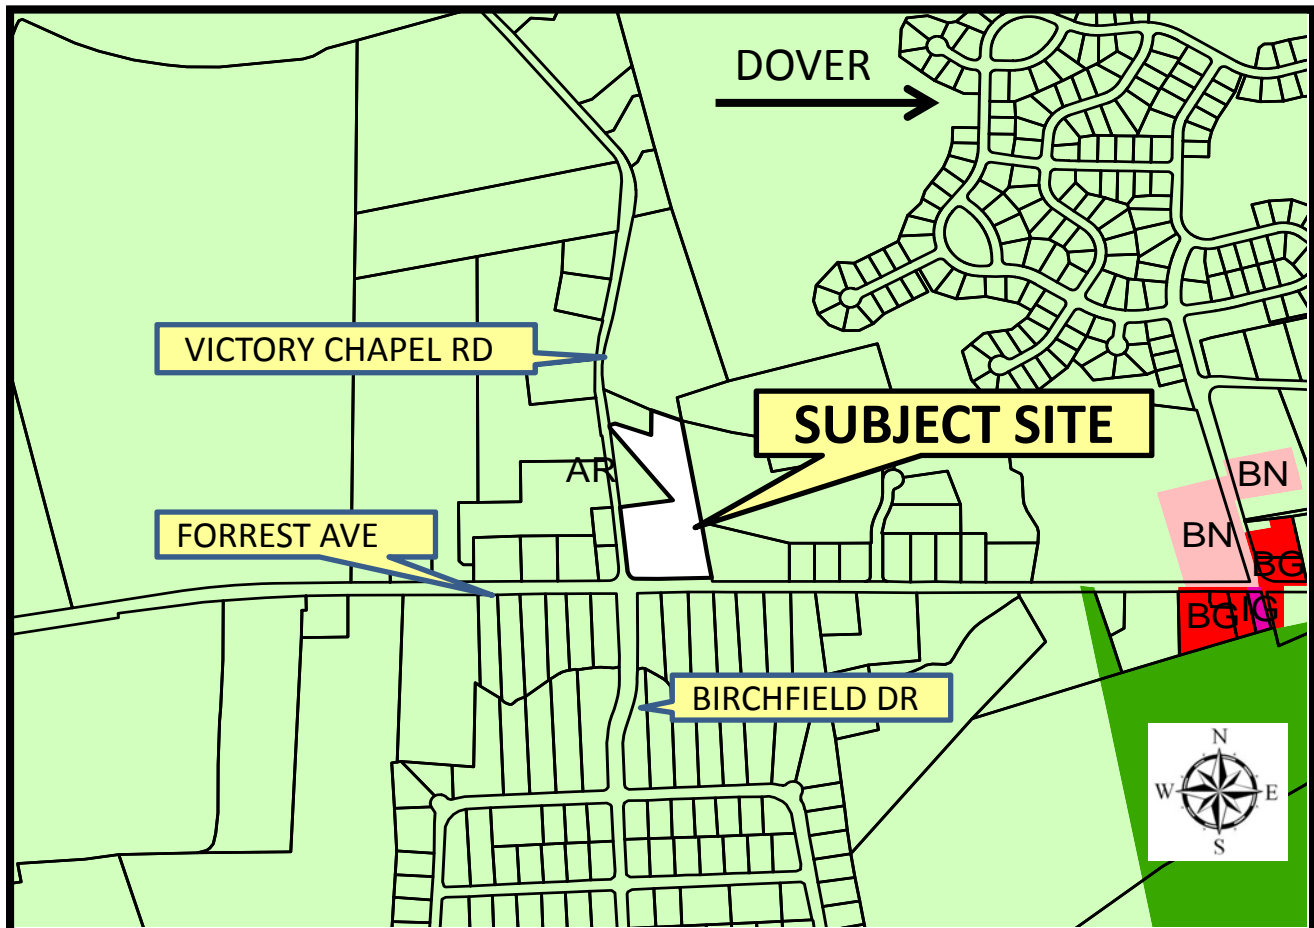 DOVER
VICTORY CHAPEL RD
SUBJECT SITE
AR
BN
FORREST AVE
BN
BG
BG
IG
BIRCHFIELD DR
N
W
E
S